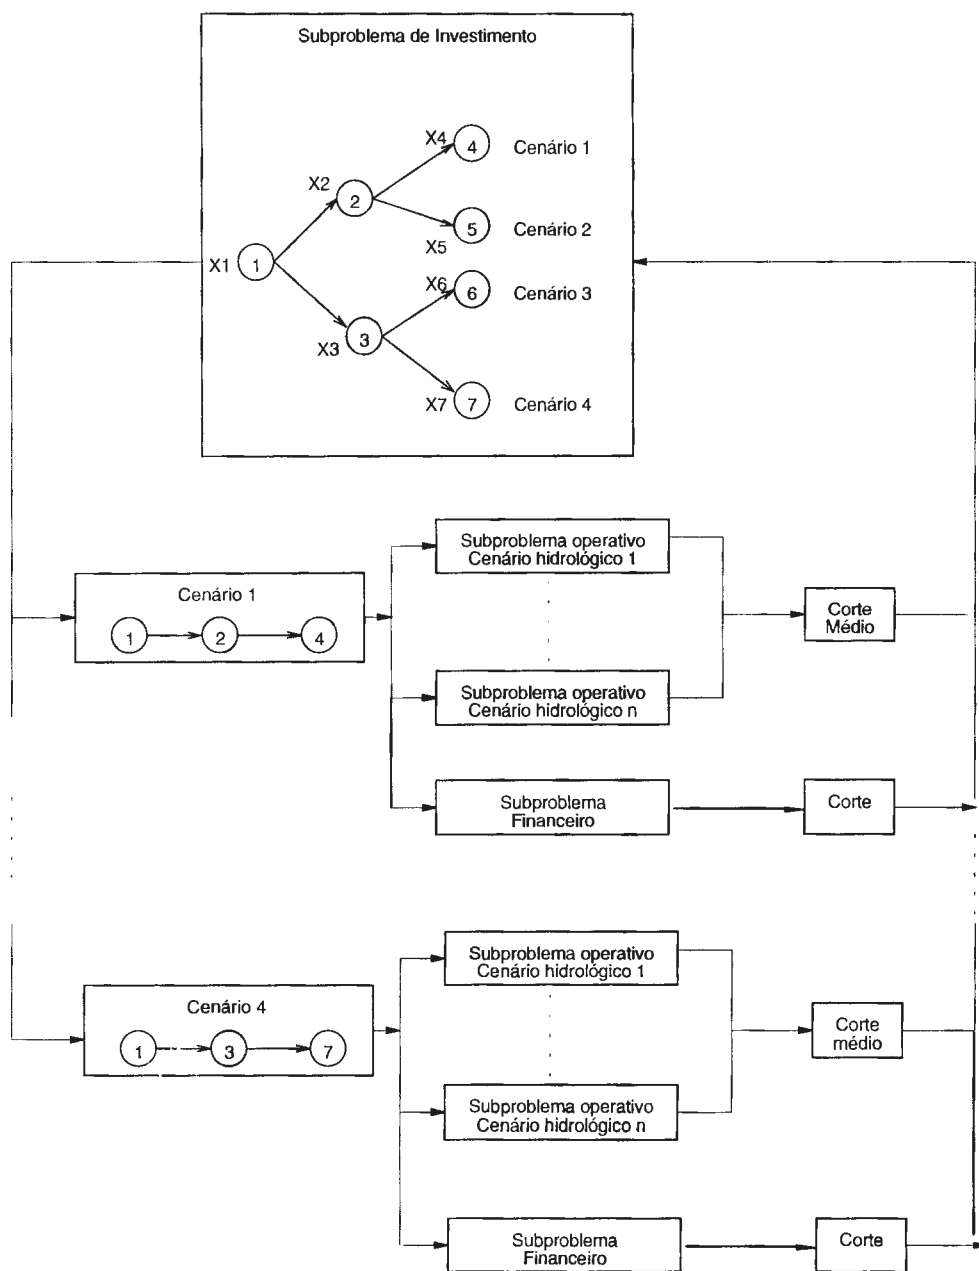 Subproblema de Investimento
X4
4
Cenário 1
X2
2
5
Cenário 2
X5
X1
1
X6
6
Cenário 3
X3
3
X7
7
Cenário 4
Subproblema operativo
Cenário hidrológico 1
Cenário 1
1
2
4
Corte
Médio
Subproblema operativo
Cenário hidrológico n
Subproblema
Financeiro
Corte
Subproblema operativo
Cenário hidrológico 1
Cenário 4
1
3
7
Corte
médio
Subproblema operativo
Cenário hidrológico n
Subproblema
Financeiro
Corte